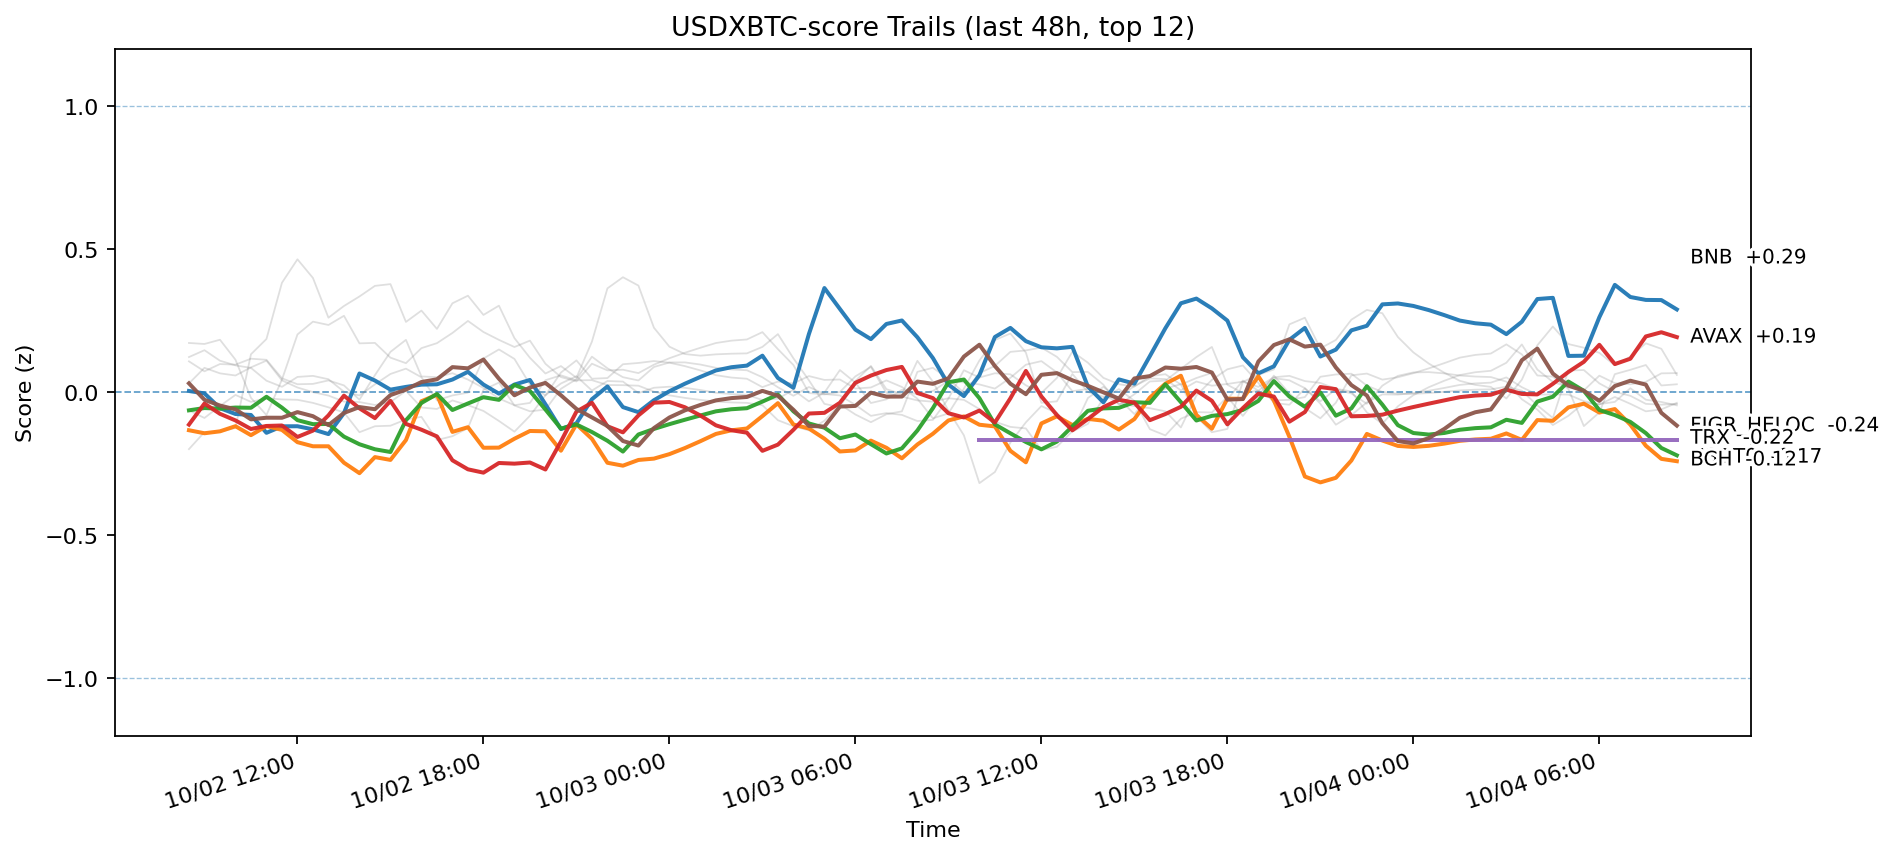 USDXBTC-score Trails (last 48h, top 12)
Score (z)
1.0
0.5
0.0
−0.5
−1.0
BNB +0.29
AVAX +0.19
FIGR_HELOC -0.24
TRX -0.22
BCH -0.12
17
10/02 12:00
10/02 18:00
10/03 00:00
10/03 06:00
10/03 12:00
10/03 18:00
10/04 00:00
10/04 06:00
Time